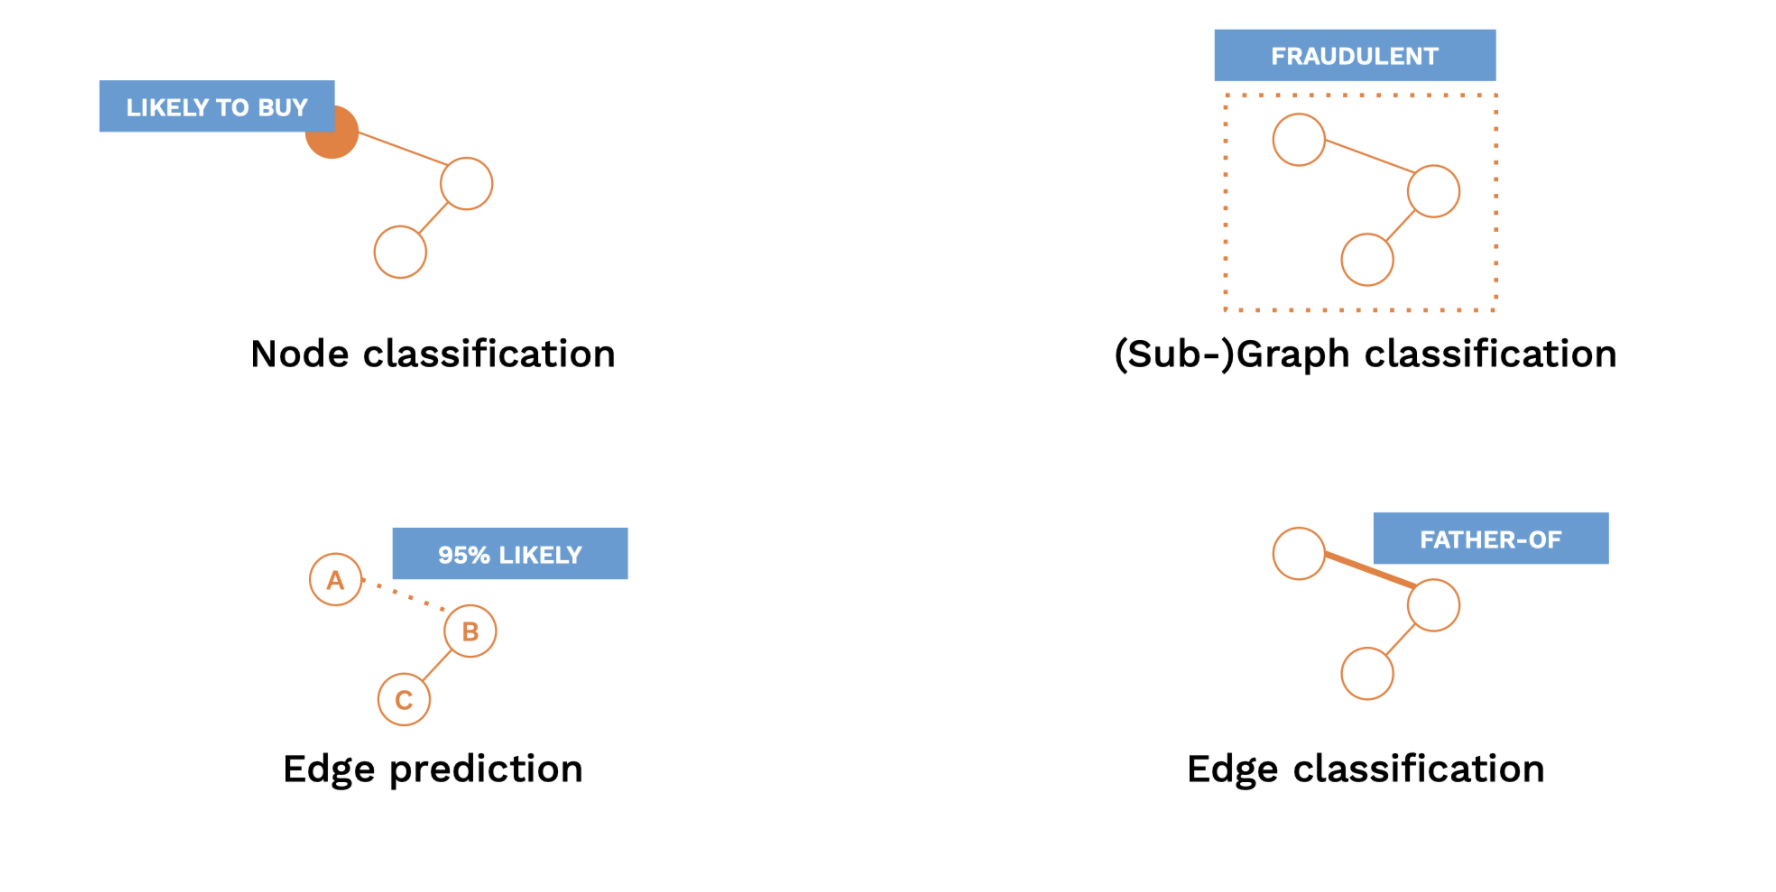 LIKELY TO BUY
Node classification
FRAUDULENT
(Sub-)Graph classification
95% LIKELY
A
B
C
Edge prediction
FATHER-OF
Edge classification